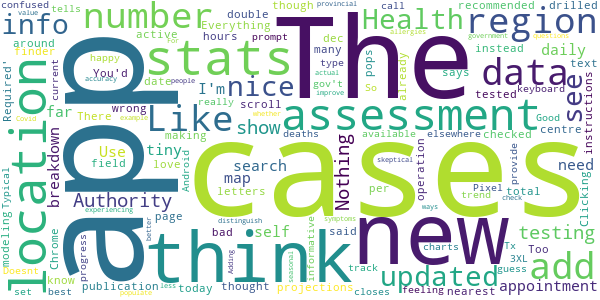 confused tells info number The Health region
value Chrome finder Everything double hours prompt active For recommended drilled
provincial call government questions
You'd around stats many dec gov't pops instead daily text
Required' current happy though type already says data keyboard instructions
location breakdown app I'm nice scroll date really assessment see
accuracy people So allergies actual improve whether Covid
There wrong Like show deaths tested elsewhere checked Good centre
far Use making tiny love Android available
field search map per cases need
Typical Authority letters Nothing operation provide Clicking
Pixel total skeptical check
modeling page think self said new trend distinguish ways testing
Doesnt know progress bad informative charts Tx 3XL symptoms
experiencing better today thought track updated Too guess add
set best publication projections closes feeling nearest appointment
populate less Adding seasonal example